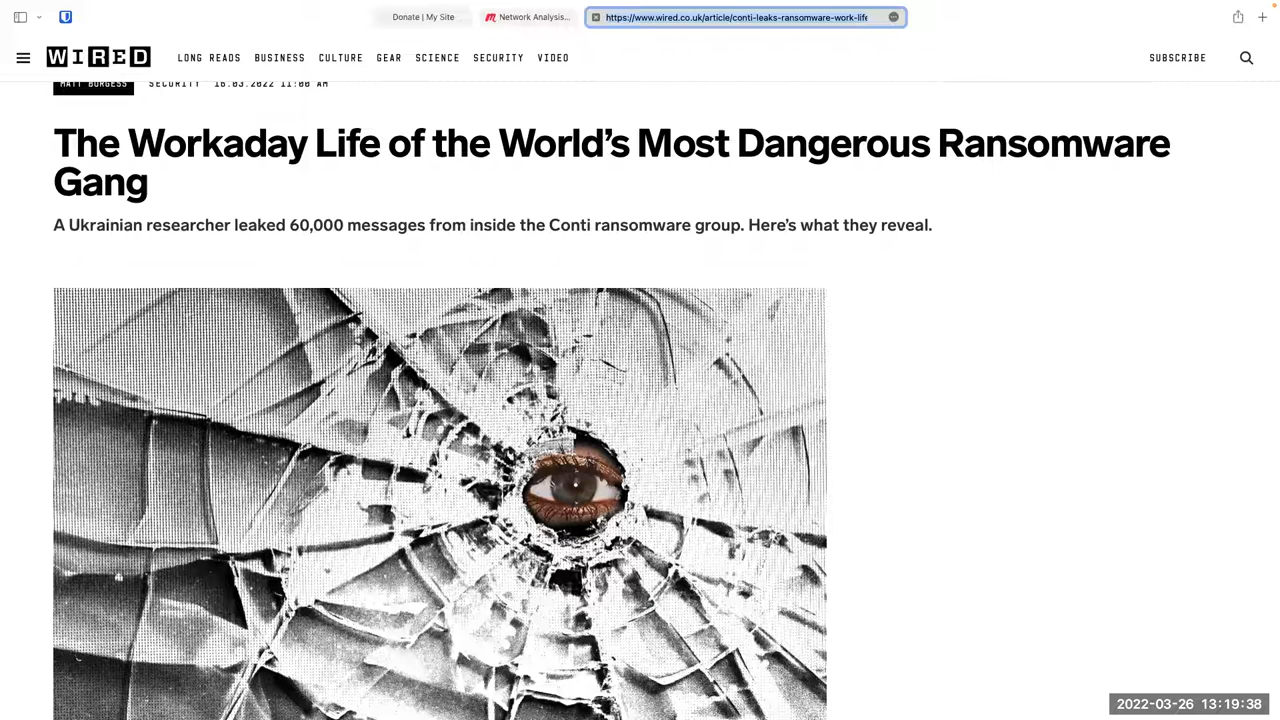 Donate | My Site
Network Analysis...
https://www.wired.co.uk/article/conti-leaks-ransomware-work-life
WIRED
LONG READS BUSINESS CULTURE GEAR SCIENCE SECURITY VIDEO
SUBSCRIBE
MATT BURGESS SECURITY 16.03.2022 11:00 AM
The Workaday Life of the World’s Most Dangerous Ransomware
Gang
A Ukrainian researcher leaked 60,000 messages from inside the Conti ransomware group. Here’s what they reveal.
2022-03-26 13:19:38